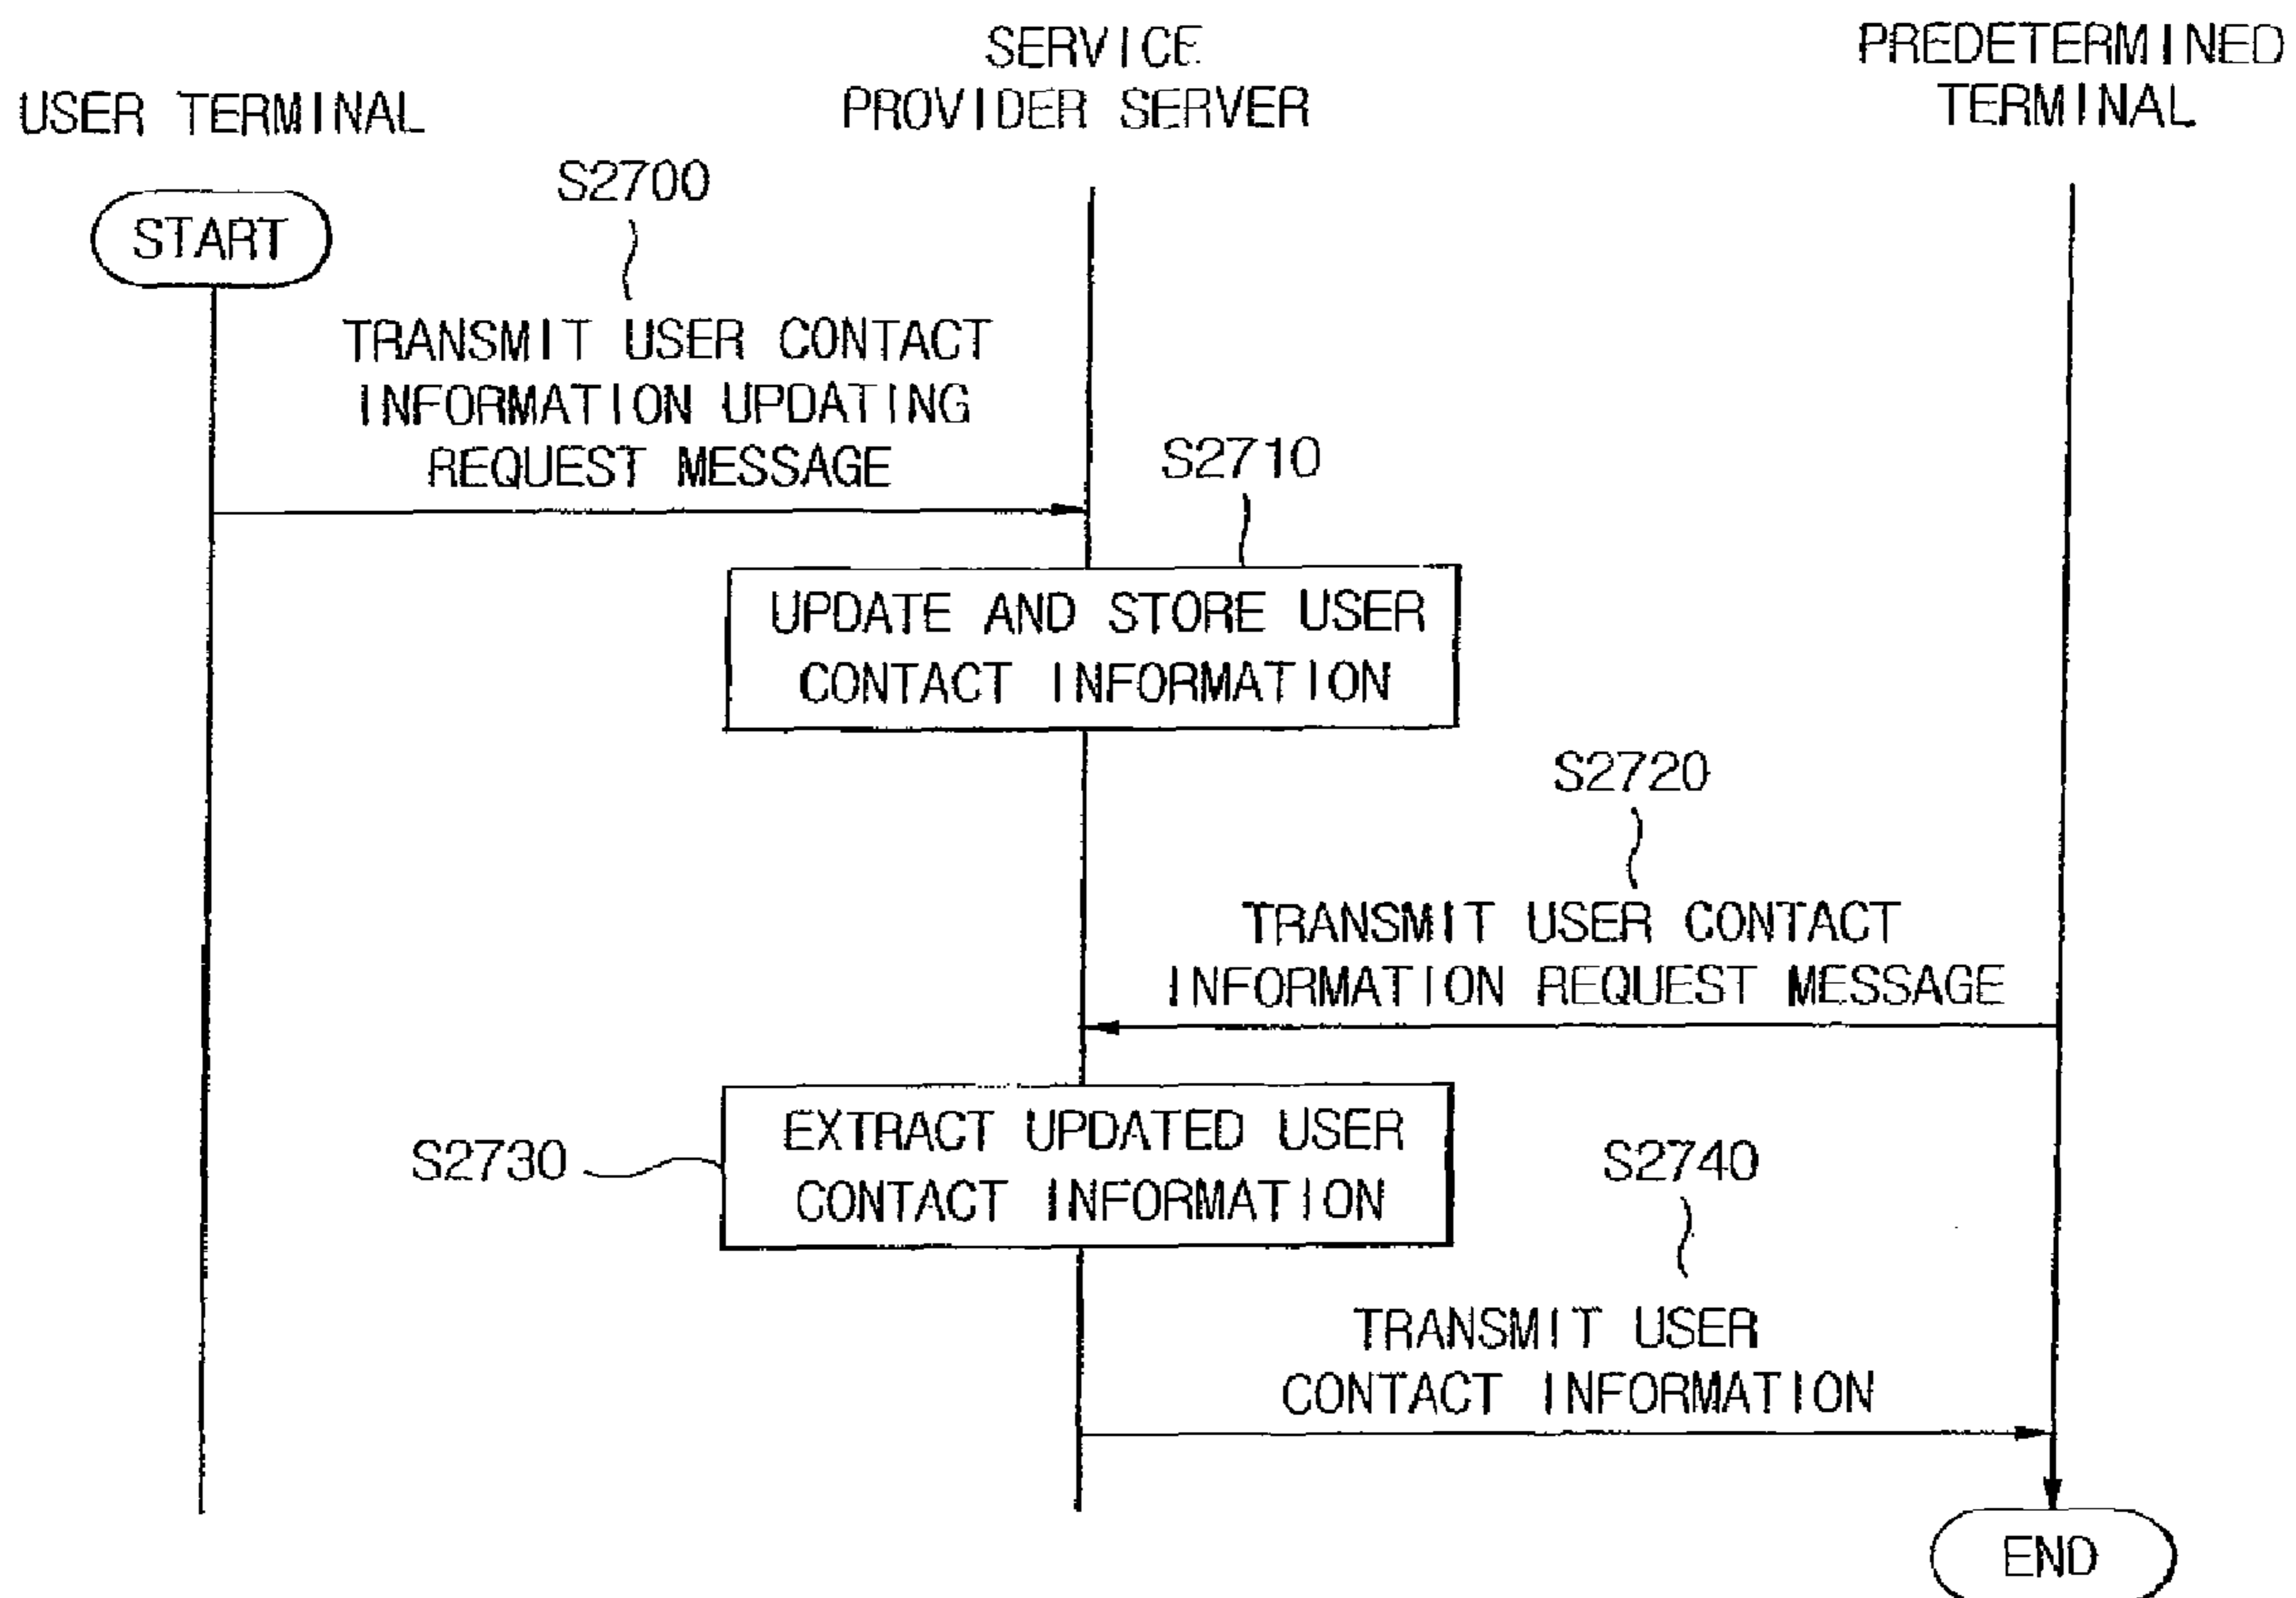 USER TERMINAL
SERVICE
PROVIDER SERVER
PREDETERMINED
TERMINAL
START
S2700
TRANSMIT USER CONTACT
INFORMATION UPDATING
REQUEST MESSAGE
S2710
UPDATE AND STORE USER
CONTACT INFORMATION
S2720
TRANSMIT USER CONTACT
INFORMATION REQUEST MESSAGE
S2730
EXTRACT UPDATED USER
CONTACT INFORMATION
S2740
TRANSMIT USER
CONTACT INFORMATION
END